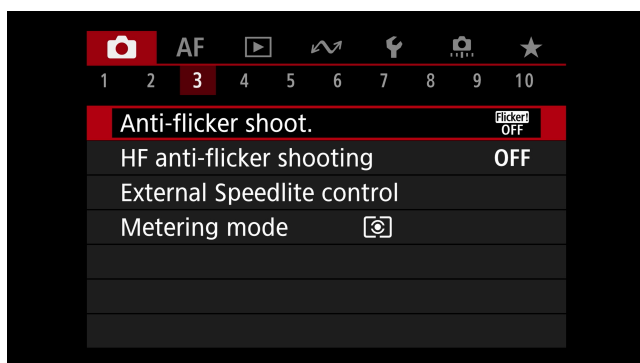 AF
1 2 3 4 5 6 7 8 9 10
Anti-flicker shoot. Flicker! OFF
HF anti-flicker shooting OFF
External Speedlite control
Metering mode